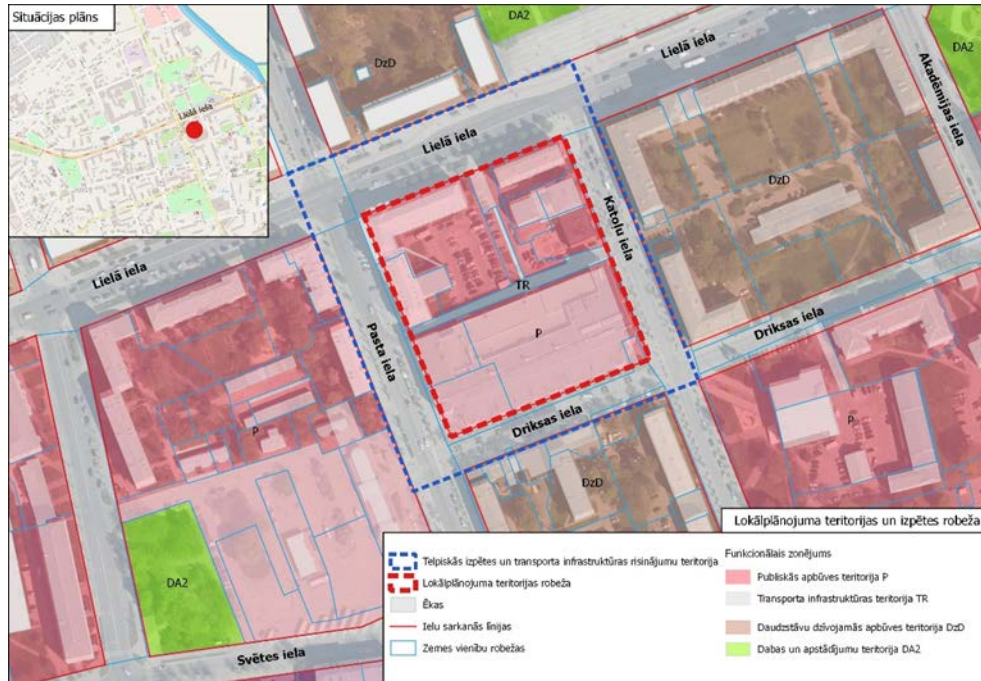 Situācijas plāns
Lielā iela
DA2
DA2
DzD
Lielā iela
Akadēmijas iela
Lielā iela
DzD
Katoļu iela
Lielā iela
TR
Pasta iela
P
Driksas iela
Driksas iela
P
P
DzD
DA2
Svētes iela
Lokālplānojuma teritorijas un izpētes robeža
Telpiskās izpētes un transporta infrastruktūras risinājumu teritorija
Lokālplānojuma teritorijas robeža
Ēkas
Ielu sarkanās līnijas
Zemes vienību robežas
Funkcionālais zonējums
Publiskās apbūves teritorija P
Transporta infrastruktūras teritorija TR
Daudzstāvu dzīvojamās apbūves teritorija DzD
Dabas un apstādījumu teritorija DA2